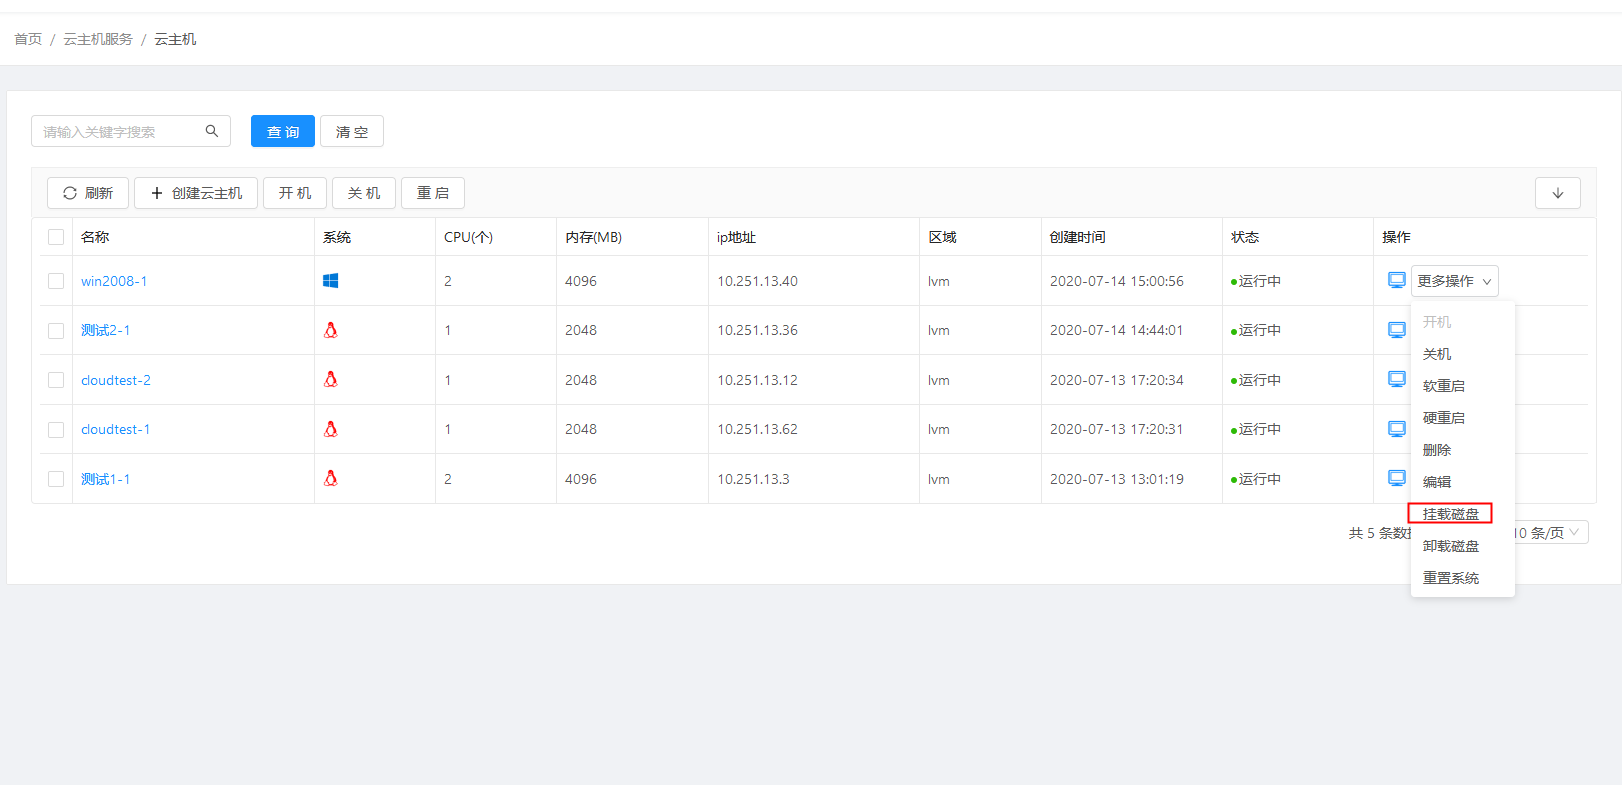 首页 / 云主机服务 / 云主机
请输入关键字搜索 查 询 清 空
刷新 创建云主机 开 机 关 机 重 启
名称 系统 CPU(个) 内存(MB) ip地址 区域 创建时间 状态 操作
win2008-1 2 4096 10.251.13.40 lvm 2020-07-14 15:00:56 运行中 更多操作
测试2-1 1 2048 10.251.13.36 lvm 2020-07-14 14:44:01 运行中
cloudtest-2 1 2048 10.251.13.12 lvm 2020-07-13 17:20:34 运行中
cloudtest-1 1 2048 10.251.13.62 lvm 2020-07-13 17:20:31 运行中
测试1-1 2 4096 10.251.13.3 lvm 2020-07-13 13:01:19 运行中
开机
关机
软重启
硬重启
删除
编辑
挂载磁盘
卸载磁盘
重置系统
共 5 条数 10 条/页